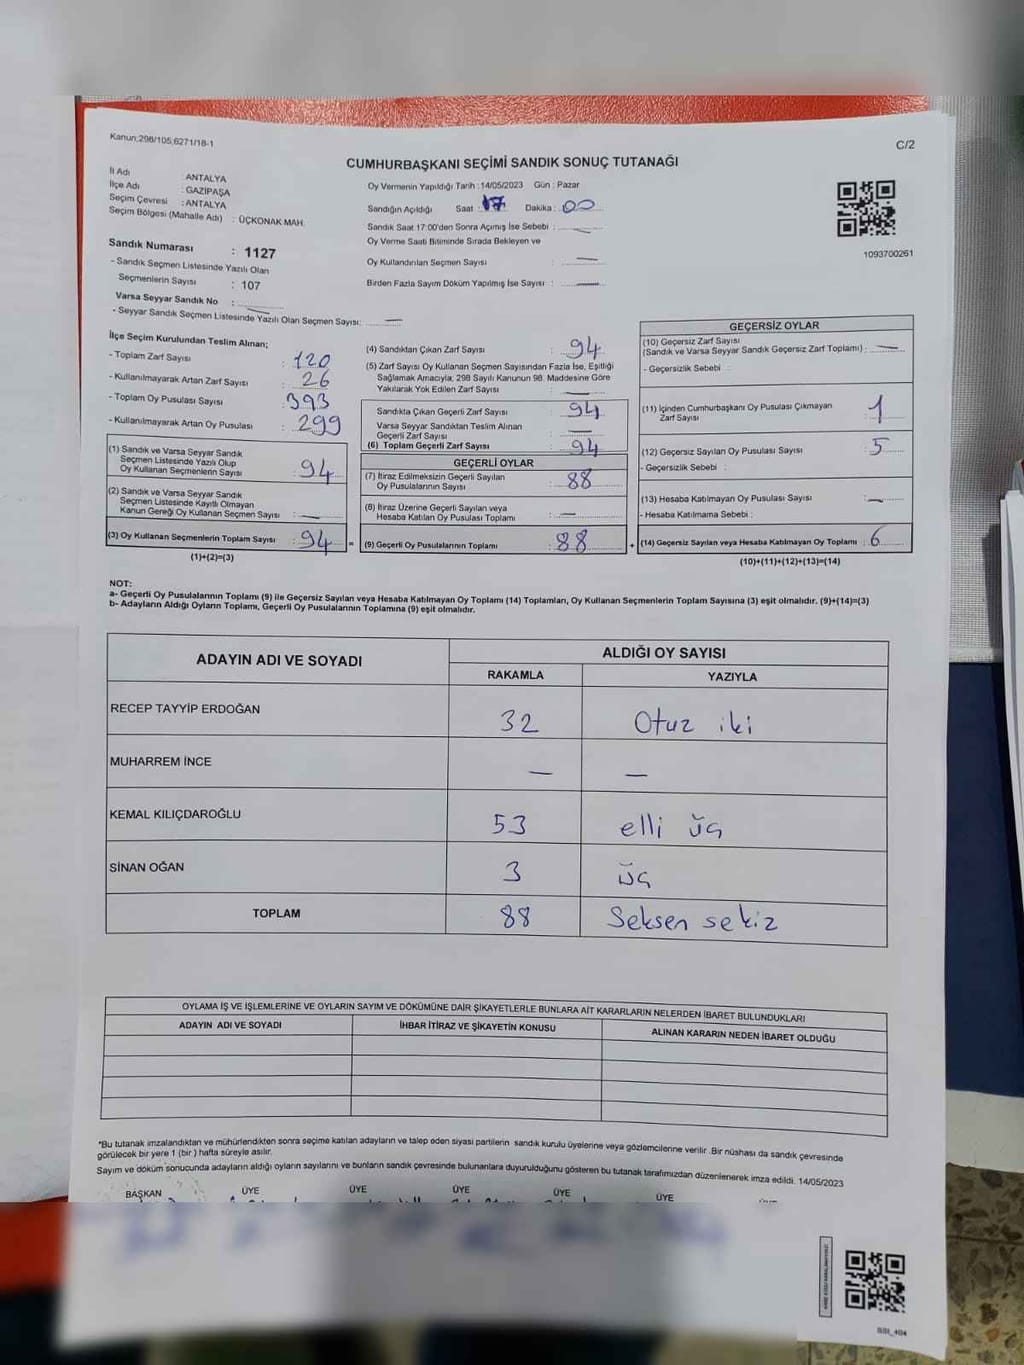 Kanun:298/105,6271/18-1
C/2
CUMHURBAŞKANI SEÇİMİ SANDIK SONUÇ TUTANAĞI
İl Adı : ANTALYA
İlçe Adı : GAZİPAŞA
Seçim Çevresi : ANTALYA
Seçim Bölgesi (Mahalle Adı) : ÜÇKONAK MAH.
Sandık Numarası : 1127
- Sandık Seçmen Listesinde Yazılı Olan
Seçmenlerin Sayısı : 107
Varsa Seyyar Sandık No : —
- Seyyar Sandık Seçmen Listesinde Yazılı Olan Seçmen Sayısı: —
Oy Vermenin Yapıldığı Tarih :14/05/2023 Gün : Pazar
Sandığın Açıldığı Saat : 17 Dakika : 00
Sandık Saat 17:00'den Sonra Açmış İse Sebebi : —
Oy Verme Saati Bitiminde Sırada Bekleyen ve
Oy Kullandırılan Seçmen Sayısı : —
Birden Fazla Sayım Döküm Yapılmış İse Sayısı : —
1093700261
İlçe Seçim Kurulundan Teslim Alınan;
- Toplam Zarf Sayısı : 120
- Kullanılmayarak Artan Zarf Sayısı : 26
- Toplam Oy Pusulası Sayısı : 393
- Kullanılmayarak Artan Oy Pusulası : 299
(1) Sandık ve Varsa Seyyar Sandık
Seçmen Listesinde Yazılı Olup
Oy Kullanan Seçmenlerin Sayısı : 94
(2) Sandık ve Varsa Seyyar Sandık
Seçmen Listesinde Kayıtlı Olmayan
Kanun Gereği Oy Kullanan Seçmen Sayısı : —
(3) Oy Kullanan Seçmenlerin Toplam Sayısı : 94
(1)+(2)=(3)
(4) Sandıktan Çıkan Zarf Sayısı : 94
(5) Zarf Sayısı Oy Kullanan Seçmen Sayısından Fazla İse, Eşitliği
Sağlamak Amacıyla; 298 Sayılı Kanunun 98. Maddesine Göre
Yakılarak Yok Edilen Zarf Sayısı : —
Sandıkta Çıkan Geçerli Zarf Sayısı : 94
Varsa Seyyar Sandıktan Teslim Alınan
Geçerli Zarf Sayısı : —
(6) Toplam Geçerli Zarf Sayısı : 94
GEÇERLİ OYLAR
(7) İtiraz Edilmeksizin Geçerli Sayılan
Oy Pusulalarının Sayısı : 88
(8) İtiraz Üzerine Geçerli Sayılan veya
Hesaba Katılan Oy Pusulası Toplamı : —
= (9) Geçerli Oy Pusulalarının Toplamı : 88
GEÇERSİZ OYLAR
(10) Geçersiz Zarf Sayısı
(Sandık ve Varsa Seyyar Sandık Geçersiz Zarf Toplamı) : —
- Geçersizlik Sebebi :
(11) İçinden Cumhurbaşkanı Oy Pusulası Çıkmayan
Zarf Sayısı : 1
(12) Geçersiz Sayılan Oy Pusulası Sayısı : 5
- Geçersizlik Sebebi :
(13) Hesaba Katılmayan Oy Pusulası Sayısı : —
- Hesaba Katılmama Sebebi :
+ (14) Geçersiz Sayılan veya Hesaba Katılmayan Oy Toplamı : 6
(10)+(11)+(12)+(13)=(14)
NOT:
a- Geçerli Oy Pusulalarının Toplamı (9) ile Geçersiz Sayılan veya Hesaba Katılmayan Oy Toplamı (14) Toplamları, Oy Kullanan Seçmenlerin Toplam Sayısına (3) eşit olmalıdır. (9)+(14)=(3)
b- Adayların Aldığı Oyların Toplamı, Geçerli Oy Pusulalarının Toplamına (9) eşit olmalıdır.
ADAYIN ADI VE SOYADI
ALDIĞI OY SAYISI
RAKAMLA YAZIYLA
RECEP TAYYİP ERDOĞAN 32 Otuz iki
MUHARREM İNCE — —
KEMAL KILIÇDAROĞLU 53 elli üç
SİNAN OĞAN 3 üç
TOPLAM 88 Seksen sekiz
OYLAMA İŞ VE İŞLEMLERİNE VE OYLARIN SAYIM VE DÖKÜMÜNE DAİR ŞİKAYETLERLE BUNLARA AİT KARARLARIN NELERDEN İBARET BULUNDUKLARI
ADAYIN ADI VE SOYADI İHBAR İTİRAZ VE ŞİKAYETİN KONUSU ALINAN KARARIN NEDEN İBARET OLDUĞU
*Bu tutanak imzalandıktan ve mühürlendikten sonra seçime katılan adayların ve talep eden siyasi partilerin sandık kurulu üyelerine veya gözlemcilerine verilir .Bir nüshası da sandık çevresinde
görülecek bir yere 1 (bir ) hafta süreyle asılır.
Sayım ve döküm sonucunda adayların aldığı oyların sayılarını ve bunların sandık çevresinde bulunanlara duyurulduğunu gösteren bu tutanak tarafımızdan düzenlenerek imza edildi. 14/05/2023
BAŞKAN ÜYE ÜYE ÜYE ÜYE ÜYE